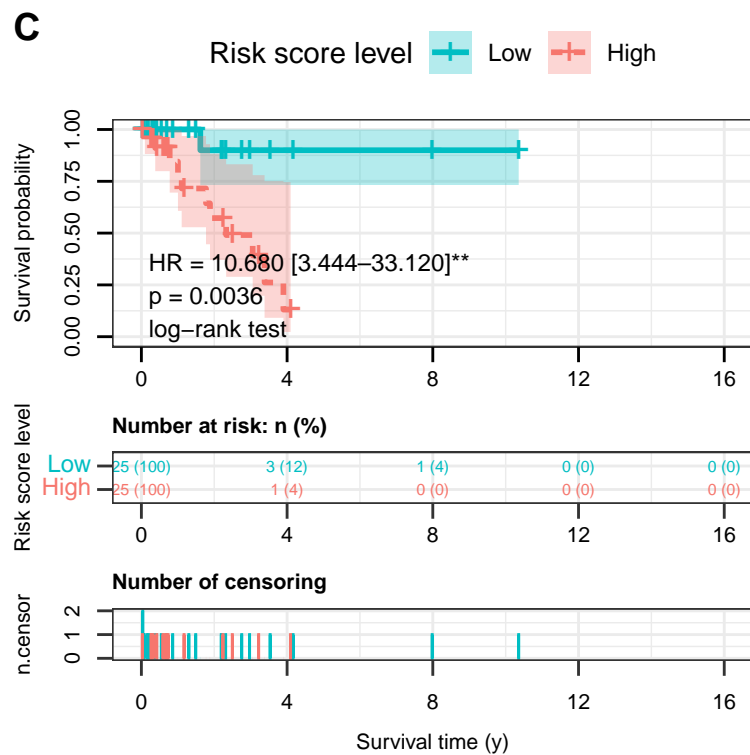 C
Risk score level Low High
Survival probability
1.00
0.75
0.50
0.25
0.00
HR = 10.680 [3.444–33.120]**
p = 0.0036
log−rank test
0 4 8 12 16
Number at risk: n (%)
Risk score level
Low 25 (100) 3 (12) 1 (4) 0 (0) 0 (0)
High 25 (100) 1 (4) 0 (0) 0 (0) 0 (0)
0 4 8 12 16
Number of censoring
n.censor
2
1
0
0 4 8 12 16
Survival time (y)